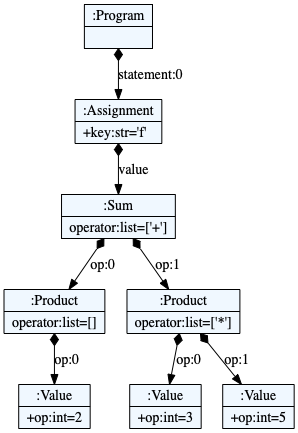 :Program
statement:0
:Assignment
+key:str='f'
value
:Sum
operator:list=['+']
op:0 op:1
:Product :Product
operator:list=[] operator:list=['*']
op:0 op:0 op:1
:Value :Value :Value
+op:int=2 +op:int=3 +op:int=5